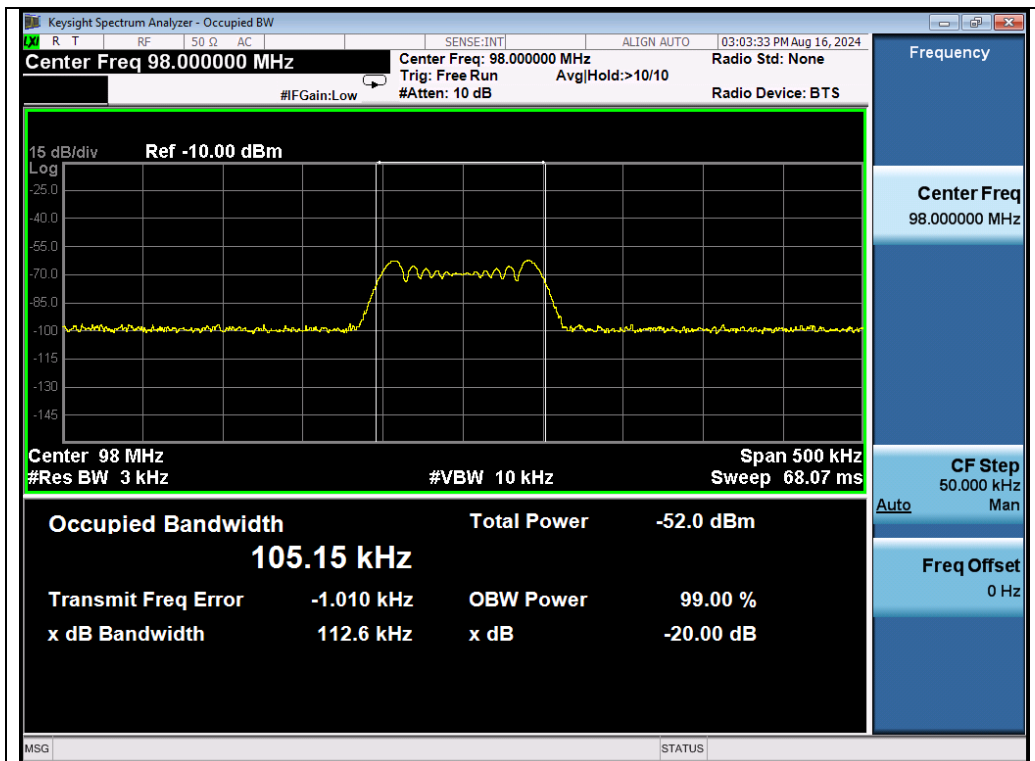 Keysight Spectrum Analyzer - Occupied BW
LXI R T RF 50 Ω AC SENSE:INT ALIGN AUTO 03:03:33 PM Aug 16, 2024
Center Freq 98.000000 MHz
Center Freq: 98.000000 MHz
Radio Std: None
Trig: Free Run Avg|Hold:>10/10
#IFGain:Low
#Atten: 10 dB
Radio Device: BTS
Frequency
15 dB/div Ref -10.00 dBm
Log
-25.0
-40.0
-55.0
-70.0
-85.0
-100
-115
-130
-145
Center 98 MHz Span 500 kHz
#Res BW 3 kHz #VBW 10 kHz Sweep 68.07 ms
Center Freq
98.000000 MHz
CF Step
50.000 kHz
Auto Man
Freq Offset
0 Hz
Occupied Bandwidth Total Power -52.0 dBm
105.15 kHz
Transmit Freq Error -1.010 kHz OBW Power 99.00 %
x dB Bandwidth 112.6 kHz x dB -20.00 dB
MSG STATUS